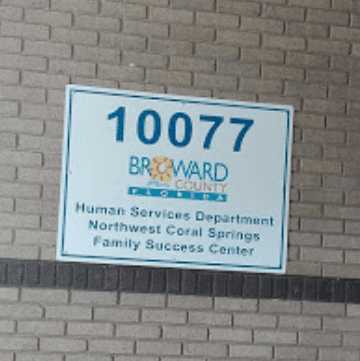 10077
BROWARD
COUNTY
FLORIDA
Human Services Department
Northwest Coral Springs
Family Success Center